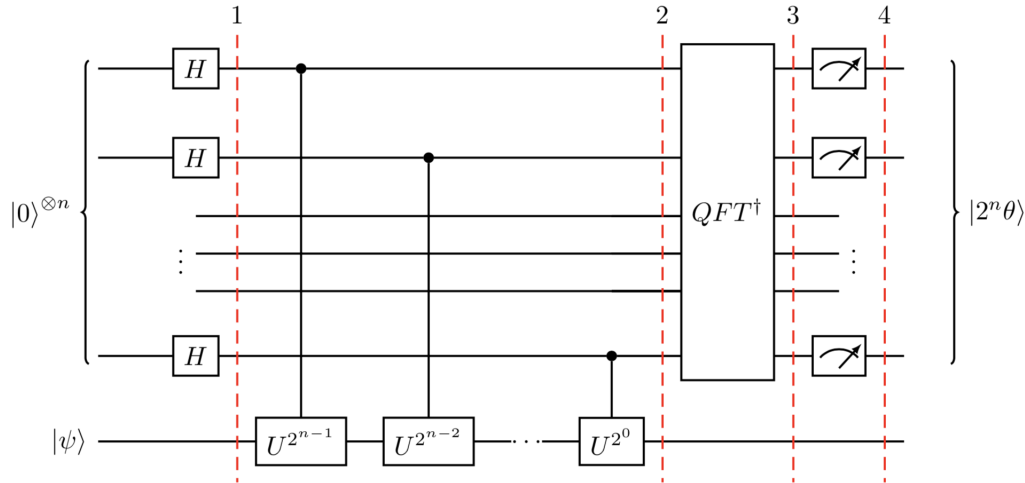 1 2 3 4
H
H
|0⟩^{⊗n} QFT^† |2^nθ⟩
⋮ ⋮
H
|ψ⟩ U^{2^{n−1}} U^{2^{n−2}} ··· U^{2^0}